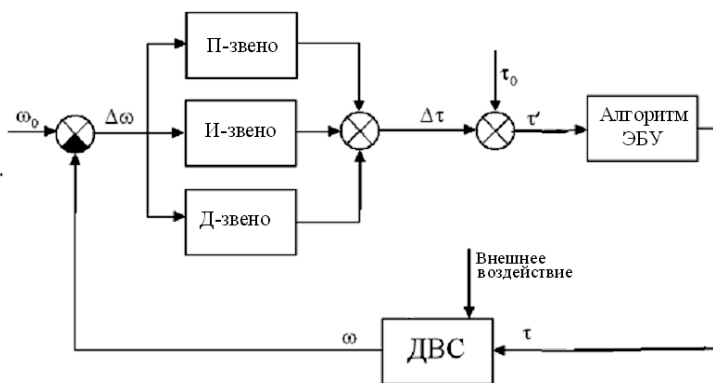 П-звено
ω₀
Δω
И-звено
Δτ
τ₀
τ'
Алгоритм
ЭБУ
Д-звено
Внешнее
воздействие
ω
ДВС
τ